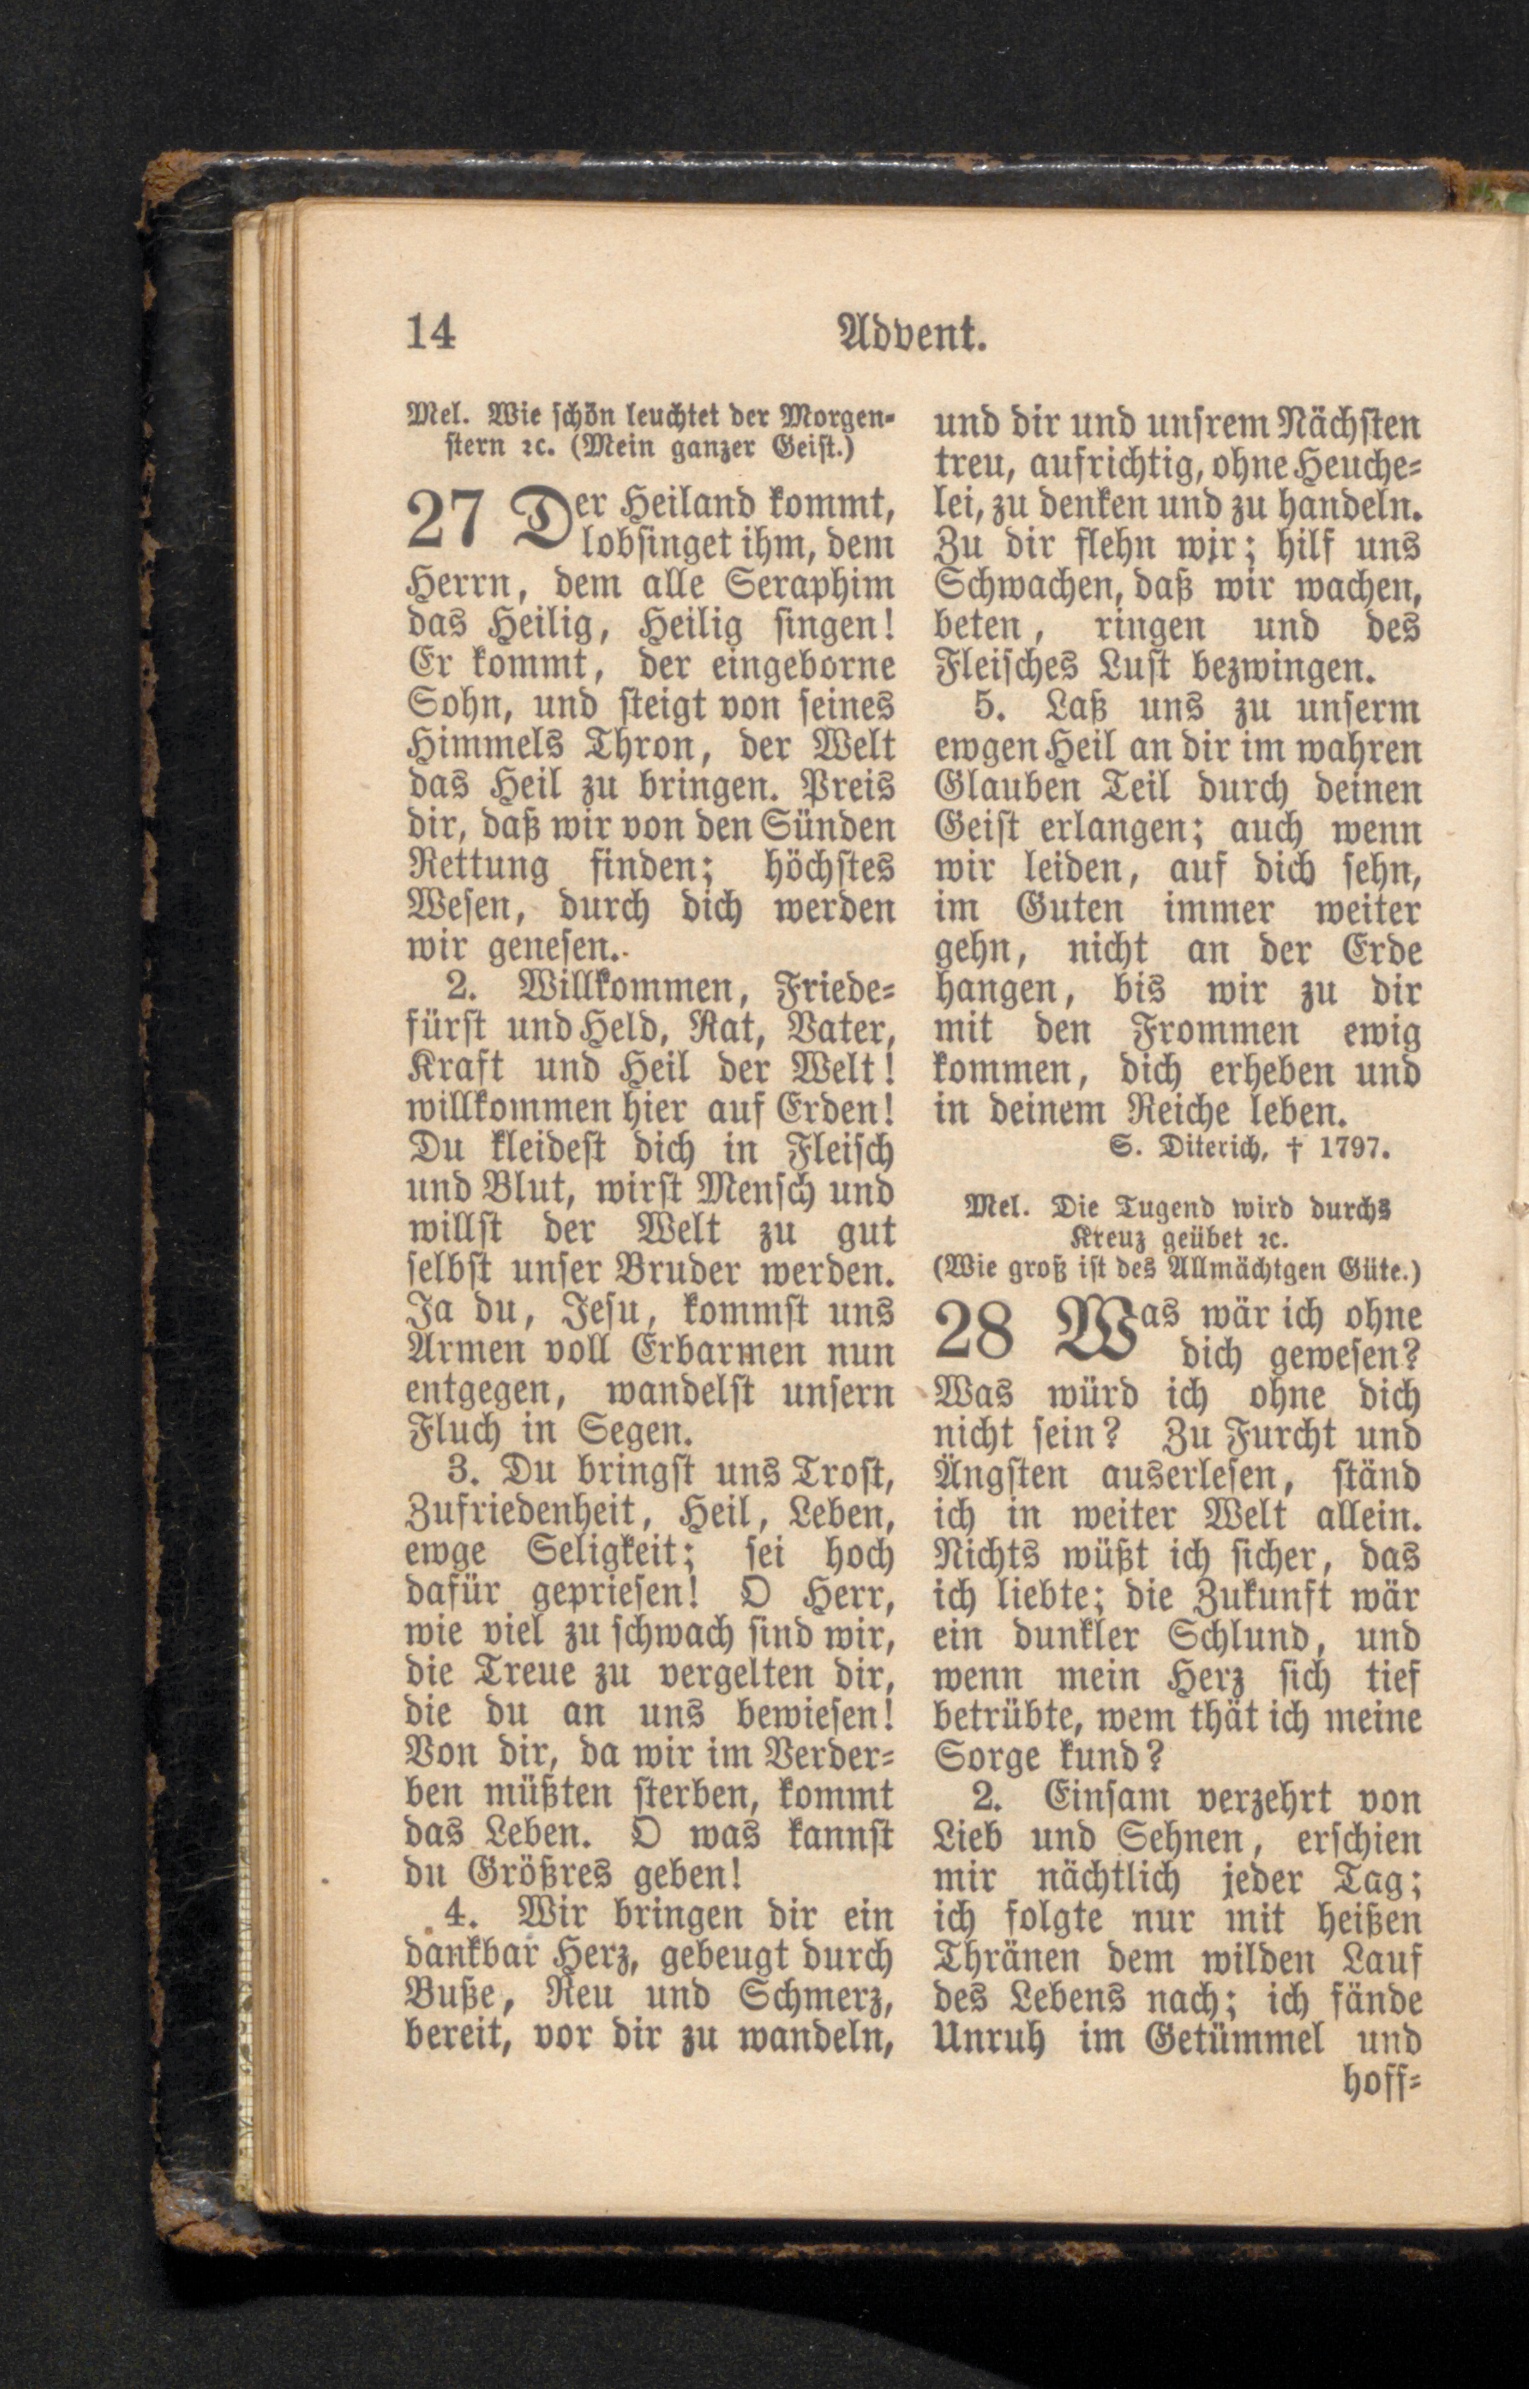 14
Advent.
Mel. Wie schön leuchtet der Morgen-
stern ꝛc. (Mein ganzer Geist.)
27 Der Heiland kommt,
lobsinget ihm, dem
Herrn, dem alle Seraphim
das Heilig, Heilig singen!
Er kommt, der eingeborne
Sohn, und steigt von seines
Himmels Thron, der Welt
das Heil zu bringen. Preis
dir, daß wir von den Sünden
Rettung finden; höchstes
Wesen, durch dich werden
wir genesen.
2. Willkommen, Friede-
fürst und Held, Rat, Vater,
Kraft und Heil der Welt!
willkommen hier auf Erden!
Du kleidest dich in Fleisch
und Blut, wirst Mensch und
willst der Welt zu gut
selbst unser Bruder werden.
Ja du, Jesu, kommst uns
Armen voll Erbarmen nun
entgegen, wandelst unsern
Fluch in Segen.
3. Du bringst uns Trost,
Zufriedenheit, Heil, Leben,
ewge Seligkeit; sei hoch
dafür gepriesen! O Herr,
wie viel zu schwach sind wir,
die Treue zu vergelten dir,
die du an uns bewiesen!
Von dir, da wir im Verder-
ben müßten sterben, kommt
das Leben. O was kannst
du Größres geben!
4. Wir bringen dir ein
dankbar Herz, gebeugt durch
Buße, Reu und Schmerz,
bereit, vor dir zu wandeln,
und dir und unsrem Nächsten
treu, aufrichtig, ohne Heuche-
lei, zu denken und zu handeln.
Zu dir flehn wir; hilf uns
Schwachen, daß wir wachen,
beten, ringen und des
Fleisches Lust bezwingen.
5. Laß uns zu unserm
ewgen Heil an dir im wahren
Glauben Teil durch deinen
Geist erlangen; auch wenn
wir leiden, auf dich sehn,
im Guten immer weiter
gehn, nicht an der Erde
hangen, bis wir zu dir
mit den Frommen ewig
kommen, dich erheben und
in deinem Reiche leben.
S. Diterich, † 1797.
Mel. Die Tugend wird durchs
Kreuz geübet ꝛc.
(Wie groß ist des Allmächtgen Güte.)
28 Was wär ich ohne
dich gewesen?
Was würd ich ohne dich
nicht sein? Zu Furcht und
Ängsten auserlesen, ständ
ich in weiter Welt allein.
Nichts wüßt ich sicher, das
ich liebte; die Zukunft wär
ein dunkler Schlund, und
wenn mein Herz sich tief
betrübte, wem thät ich meine
Sorge kund?
2. Einsam verzehrt von
Lieb und Sehnen, erschien
mir nächtlich jeder Tag;
ich folgte nur mit heißen
Thränen dem wilden Lauf
des Lebens nach; ich fände
Unruh im Getümmel und
hoff-